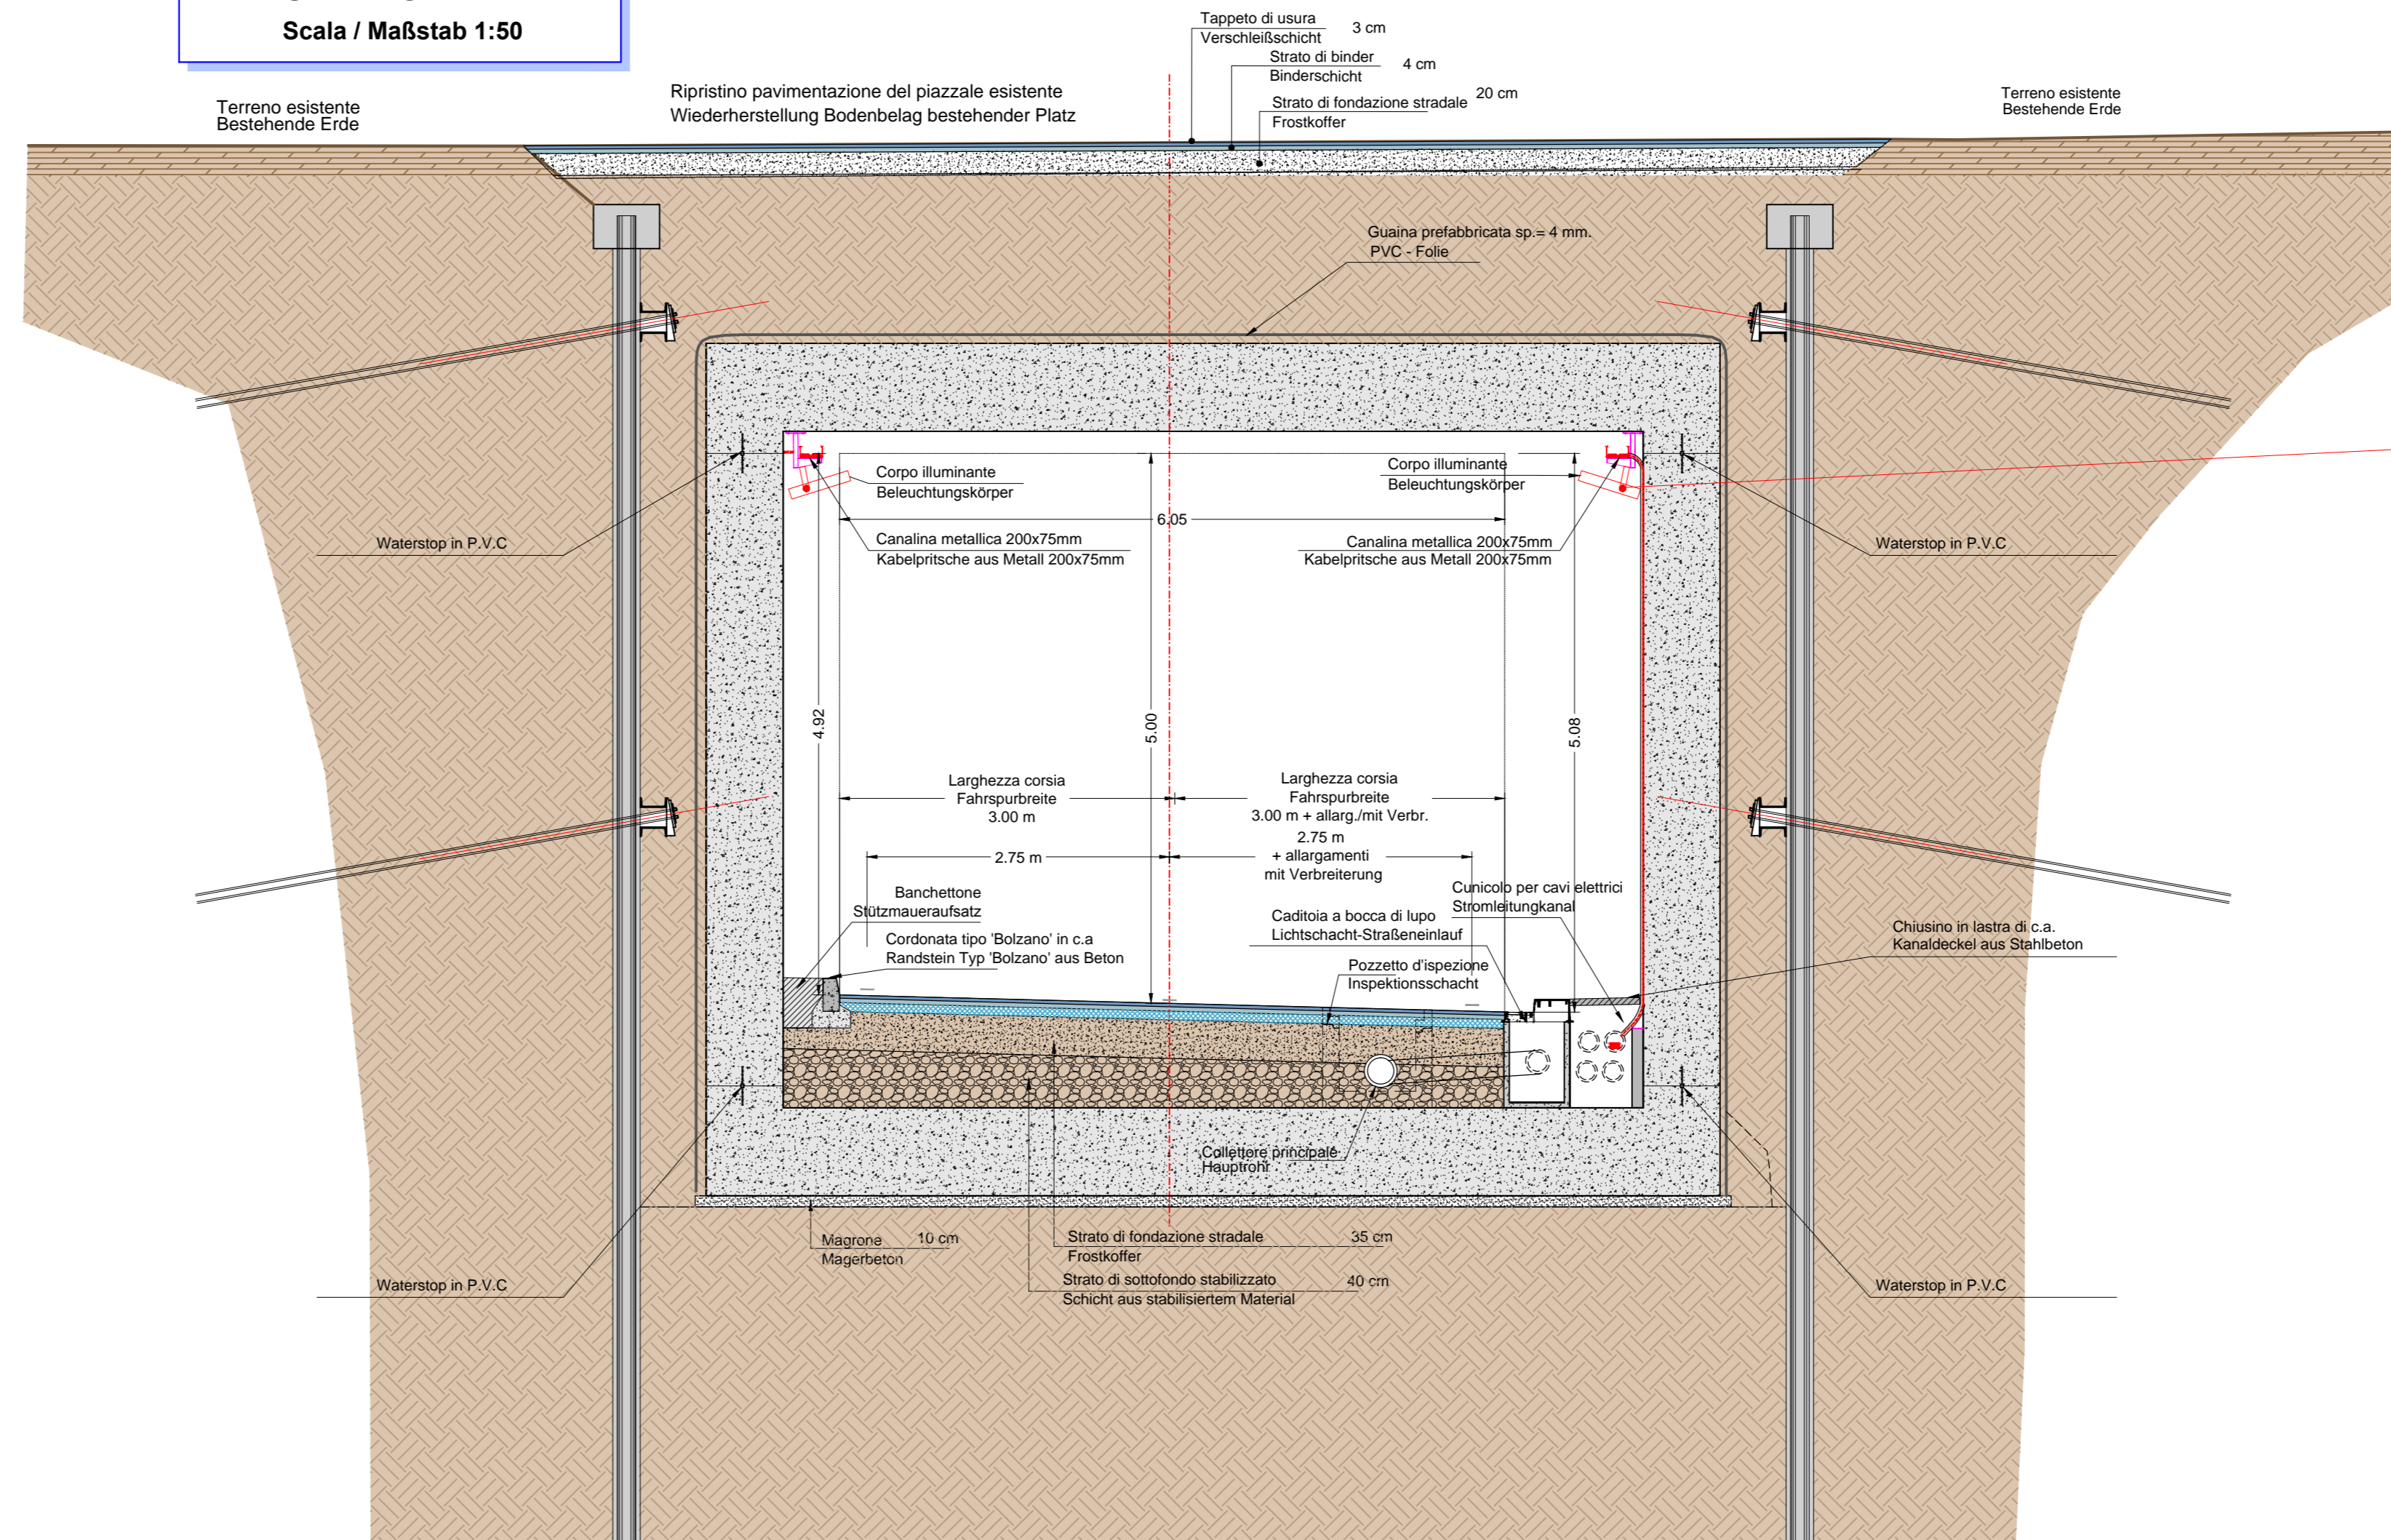 Scala / Maßstab 1:50
Tappeto di usura
Verschleißschicht
3 cm
Strato di binder
Binderschicht
4 cm
Strato di fondazione stradale
Frostkoffer
20 cm
Terreno esistente
Bestehende Erde
Ripristino pavimentazione del piazzale esistente
Wiederherstellung Bodenbelag bestehender Platz
Terreno esistente
Bestehende Erde
Guaina prefabbricata sp.= 4 mm.
PVC - Folie
Corpo illuminante
Beleuchtungskörper
Corpo illuminante
Beleuchtungskörper
6.05
Waterstop in P.V.C
Canalina metallica 200x75mm
Kabelpritsche aus Metall 200x75mm
Canalina metallica 200x75mm
Kabelpritsche aus Metall 200x75mm
Waterstop in P.V.C
4.92
5.00
5.08
Larghezza corsia
Fahrspurbreite
3.00 m
Larghezza corsia
Fahrspurbreite
3.00 m + allarg./mit Verbr.
2.75 m
2.75 m
+ allargamenti
mit Verbreiterung
Banchettone
Stützmaueraufsatz
Cunicolo per cavi elettrici
Stromleitungkanal
Caditoia a bocca di lupo
Lichtschacht-Straßeneinlauf
Chiusino in lastra di c.a.
Kanaldeckel aus Stahlbeton
Cordonata tipo 'Bolzano' in c.a
Randstein Typ 'Bolzano' aus Beton
Pozzetto d'ispezione
Inspektionsschacht
Collettore principale
Hauptrohr
Magrone
Magerbeton
10 cm
Strato di fondazione stradale
Frostkoffer
35 cm
Strato di sottofondo stabilizzato
Schicht aus stabilisiertem Material
40 cm
Waterstop in P.V.C
Waterstop in P.V.C